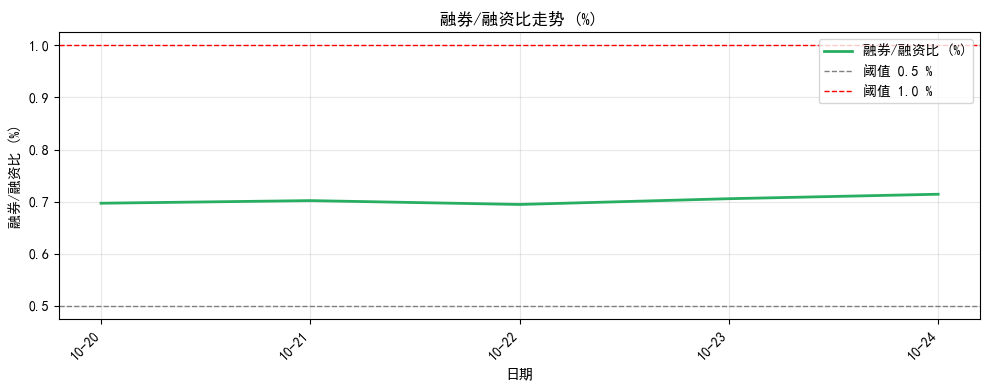 融券/融资比走势 (%)
融券/融资比 (%)
阈值 0.5 %
阈值 1.0 %
融券/融资比 (%)
1.0
0.9
0.8
0.7
0.6
0.5
10-20
10-21
10-22
10-23
10-24
日期